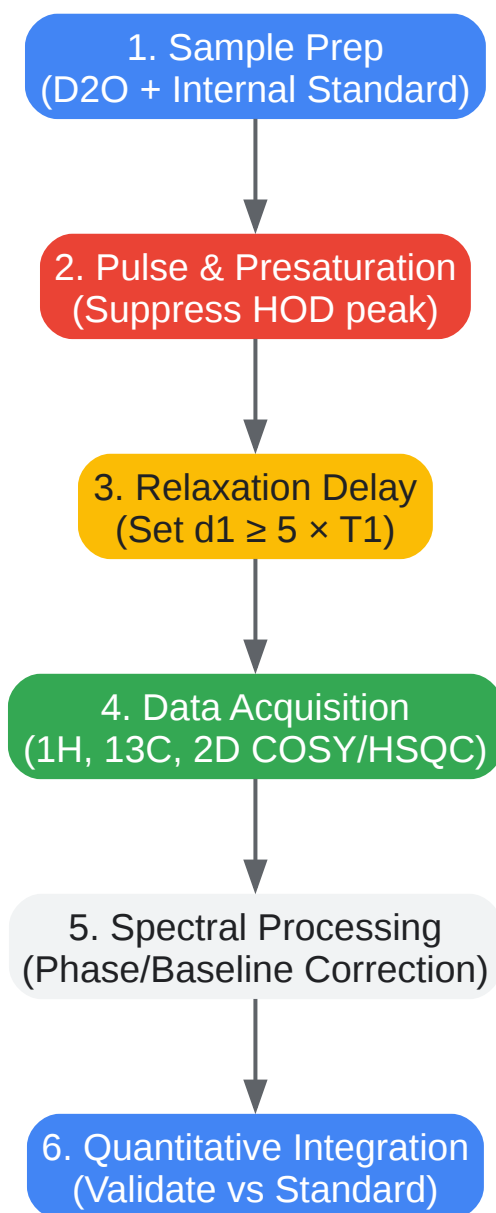 1. Sample Prep
(D2O + Internal Standard)
2. Pulse & Presaturation
(Suppress HOD peak)
3. Relaxation Delay
(Set d1 ≥ 5 × T1)
4. Data Acquisition
(1H, 13C, 2D COSY/HSQC)
5. Spectral Processing
(Phase/Baseline Correction)
6. Quantitative Integration
(Validate vs Standard)